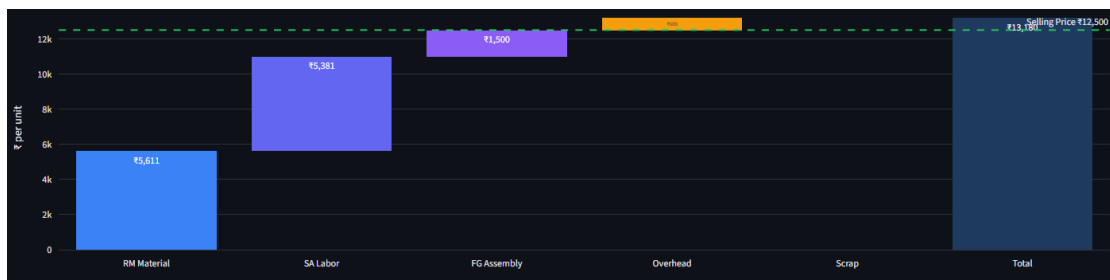 Selling Price ₹12,500
₹13,180
12k
₹1,500
10k
₹5,381
8k
₹ per unit
6k
₹5,611
4k
2k
0
RM Material
SA Labor
FG Assembly
Overhead
Scrap
Total